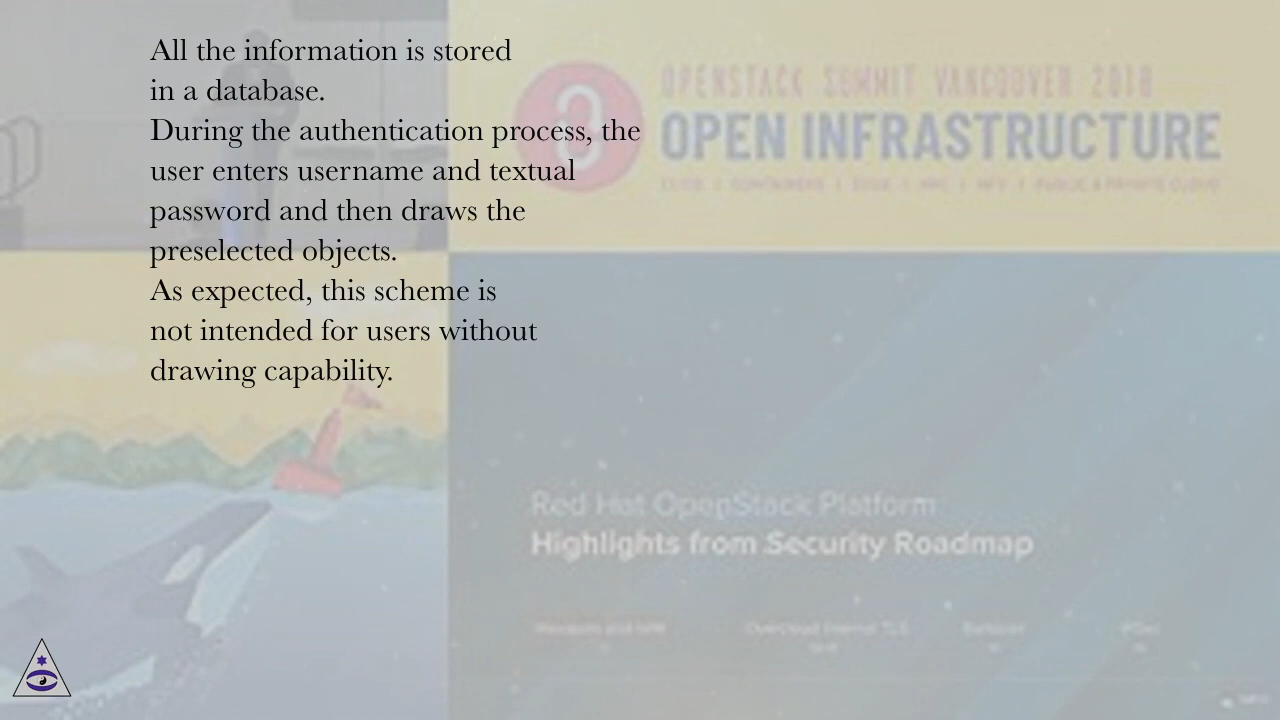 All the information is stored
in a database.
During the authentication process, the
user enters username and textual
password and then draws the
preselected objects.
As expected, this scheme is
not intended for users without
drawing capability.
OPENSTACK SUMMIT VANCOUVER 2018
OPEN INFRASTRUCTURE
Red Hat OpenStack Platform
Highlights from Security Roadmap